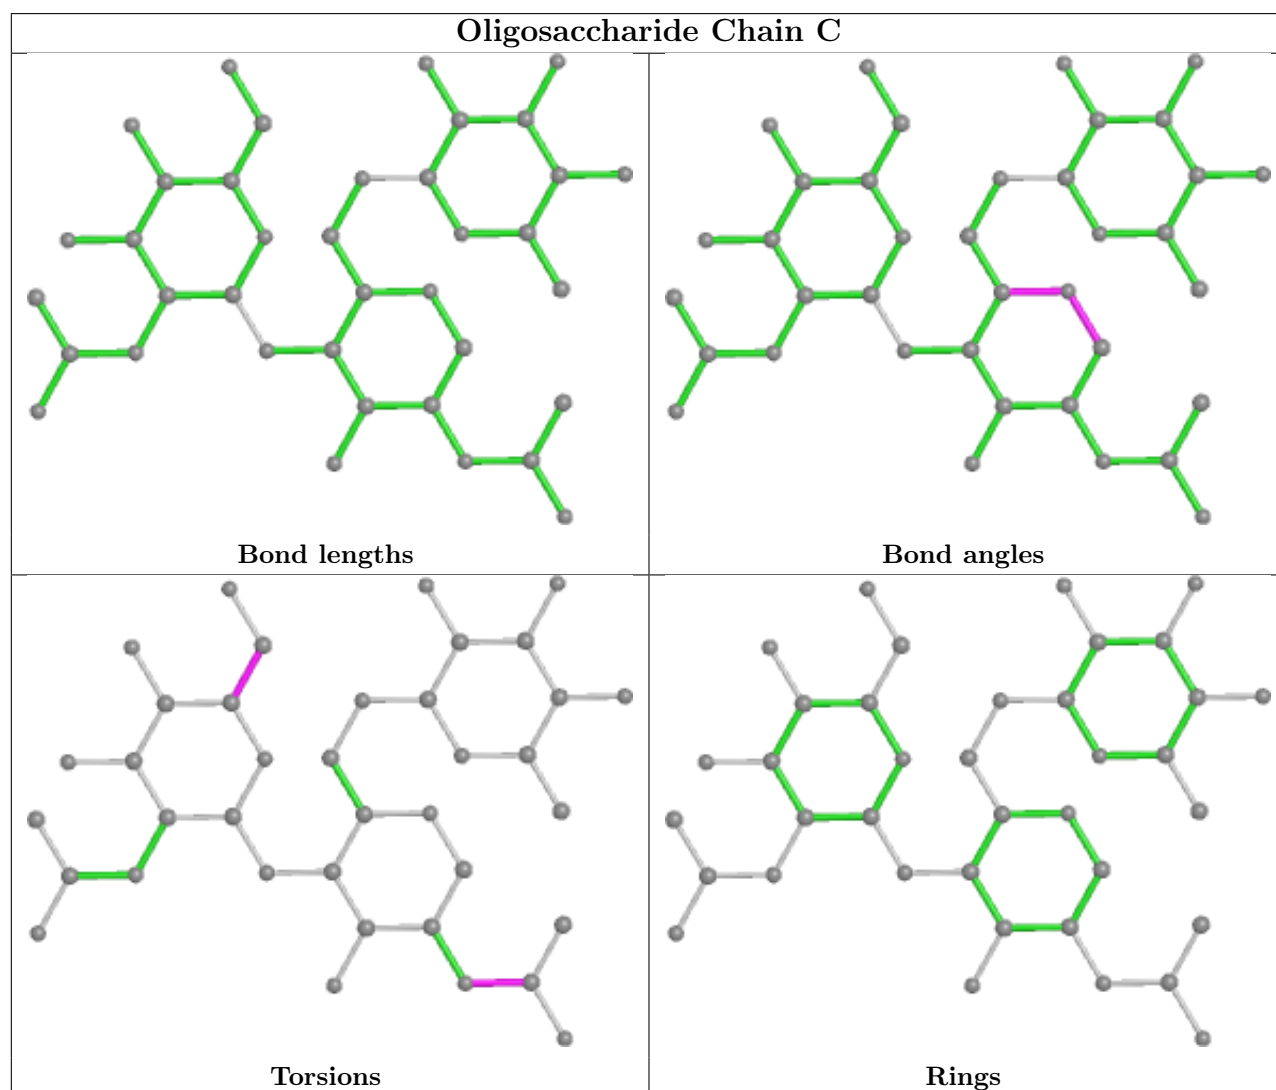 Oligosaccharide Chain C
Bond lengths
Bond angles
Torsions
Rings